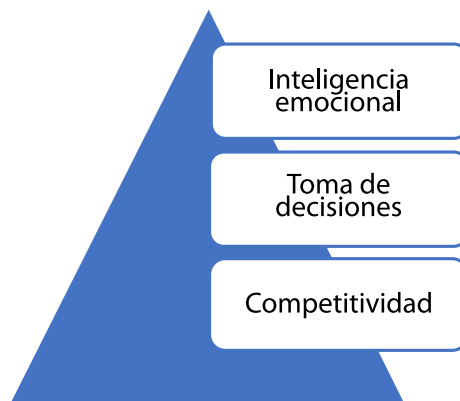 Inteligencia
emocional
Toma de
decisiones
Competitividad